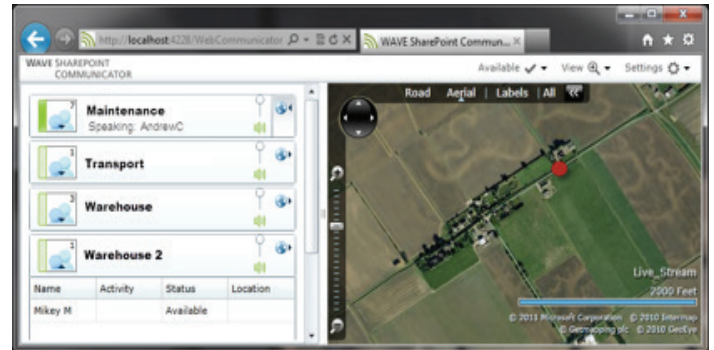 http://localhost:4228/WebCommunicator
WAVE SharePoint Commun...
WAVE SHAREPOINT
COMMUNICATOR
Available
View
Settings
7
Maintenance
Speaking: AndrewC
1
Transport
3
Warehouse
1
Warehouse 2
Name Activity Status Location
Mikey M Available
Road Aerial | Labels | All
Live_Stream
2000 Feet
© 2011 Microsoft Corporation © 2010 Intermap
© Getmapping plc © 2010 GeoEye